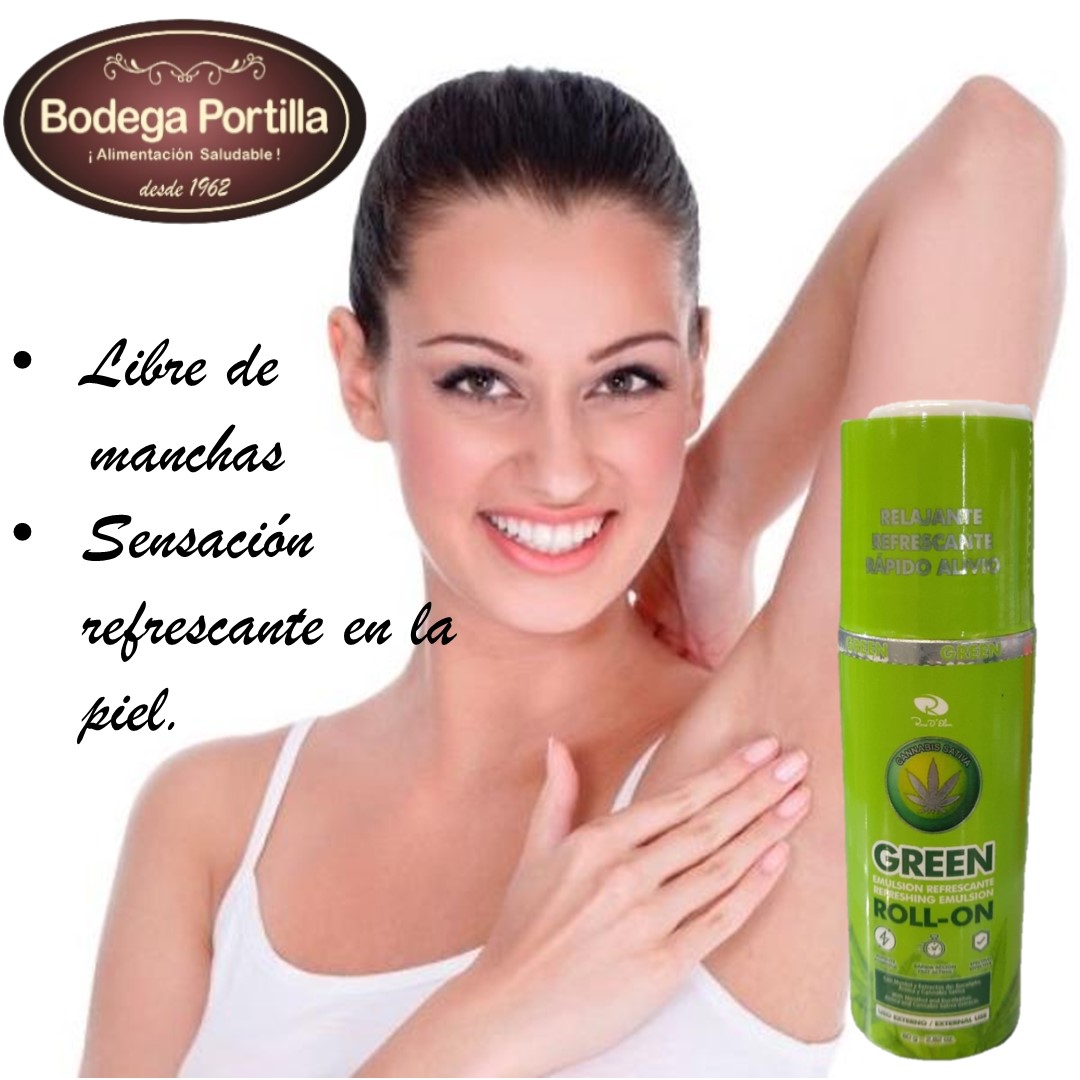 Bodega Portilla
¡ Alimentación Saludable !
desde 1962
• Libre de
manchas
• Sensación
refrescante en la
piel.
RELAJANTE
REFRESCANTE
RÁPIDO ALIVIO
GREEN GREEN
CANNABIS SATIVA
GREEN
EMULSION REFRESCANTE
REFRESHING EMULSION
ROLL-ON
USO EXTERNO / EXTERNAL USE